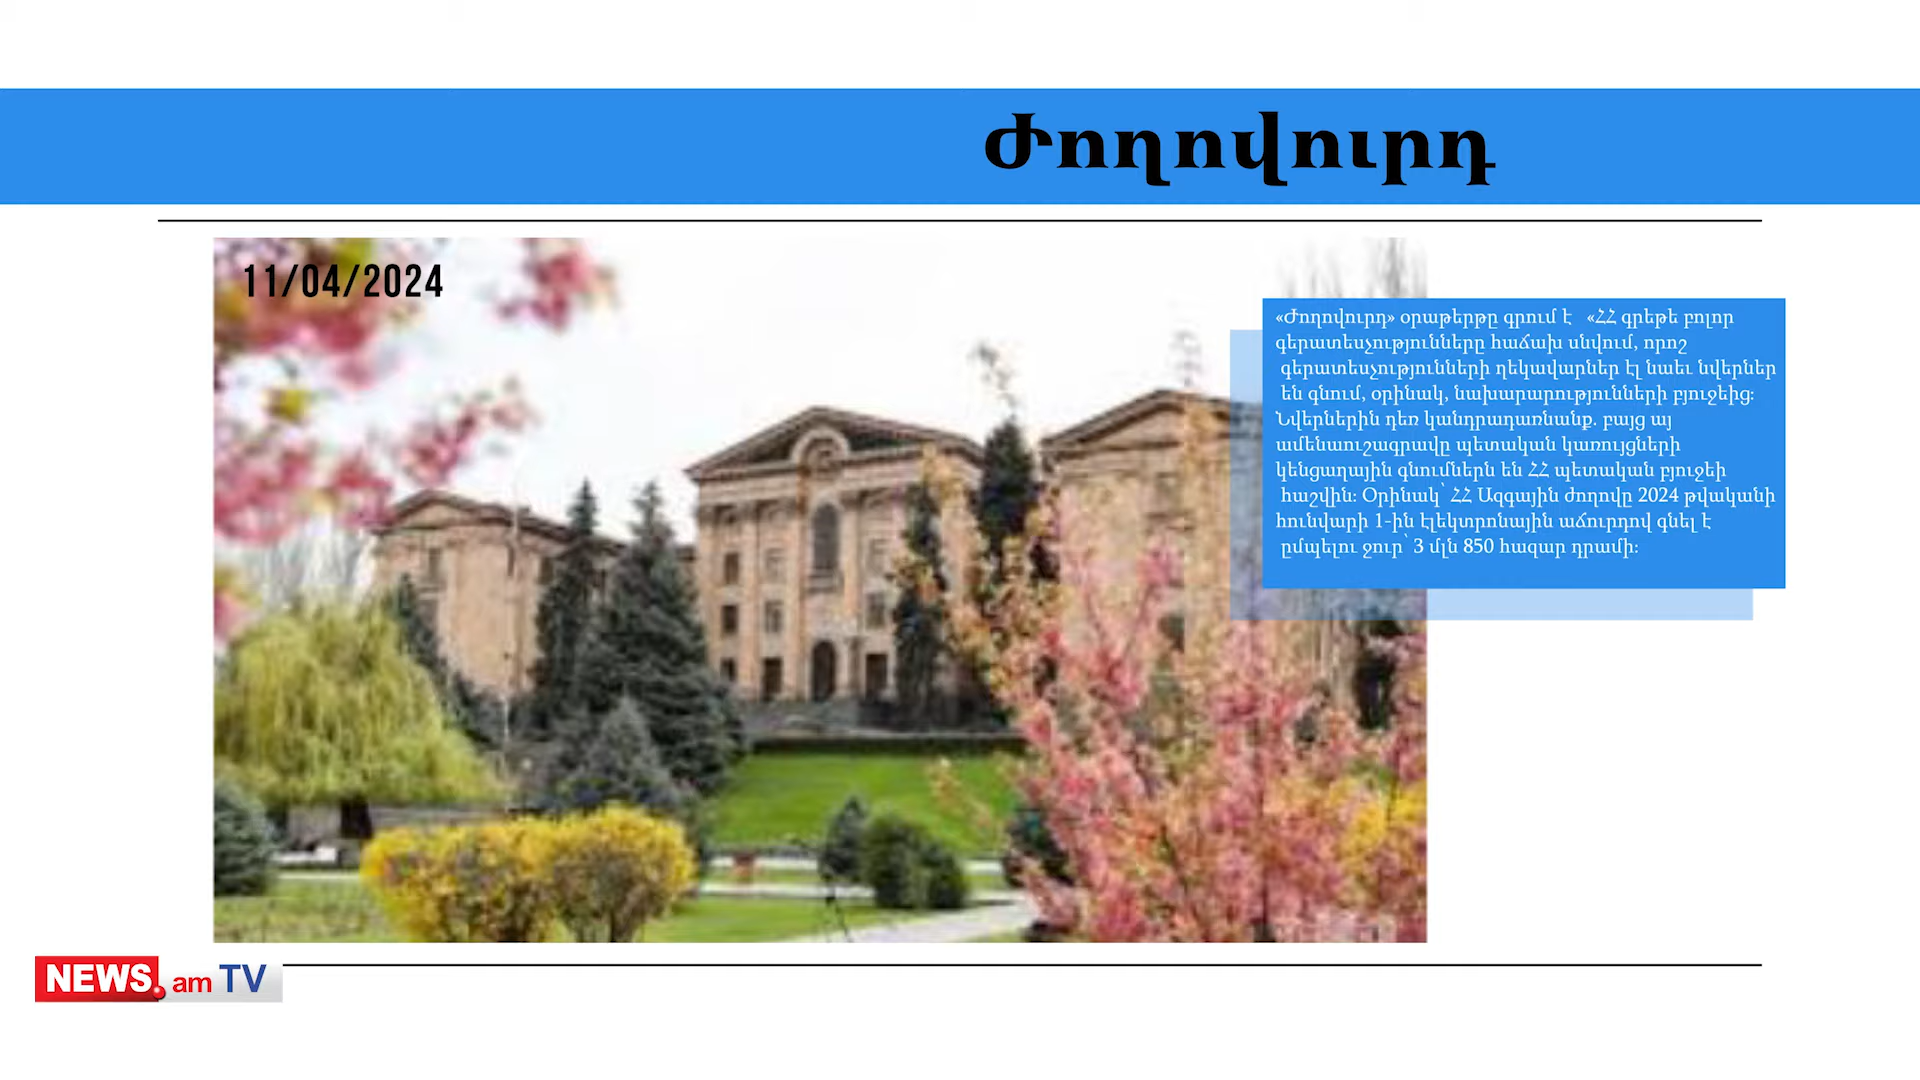 Ժողովուրդ
11/04/2024
«Ժողովուրդ» օրաթերթը գրում է «ՀՀ գրեթե բոլոր
գերատեսչությունները հաճախ սնվում, որոշ
գերատեսչությունների ղեկավարներ էլ նաեւ նվերներ
են գնում, օրինակ, նախարարությունների բյուջեից:
Նվերներին դեռ կանդրադառնանք. բայց այ
ամենաուշագրավը պետական կառույցների
կենցաղային գնումներն են ՀՀ պետական բյուջեի
հաշվին: Օրինակ՝ ՀՀ Ազգային ժողովը 2024 թվականի
հունվարի 1-ին էլեկտրոնային աճուրդով գնել է
ըմպելու ջուր՝ 3 մլն 850 հազար դրամի:
NEWS.am TV